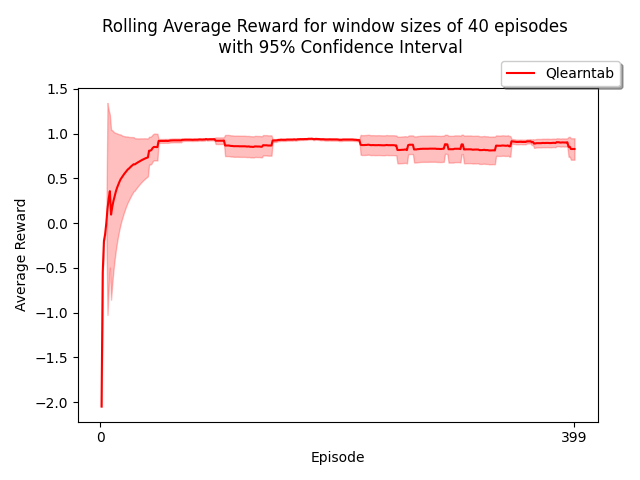 Rolling Average Reward for window sizes of 40 episodes
with 95% Confidence Interval
Qlearntab
1.5
1.0
0.5
0.0
−0.5
−1.0
−1.5
−2.0
Average Reward
0
399
Episode